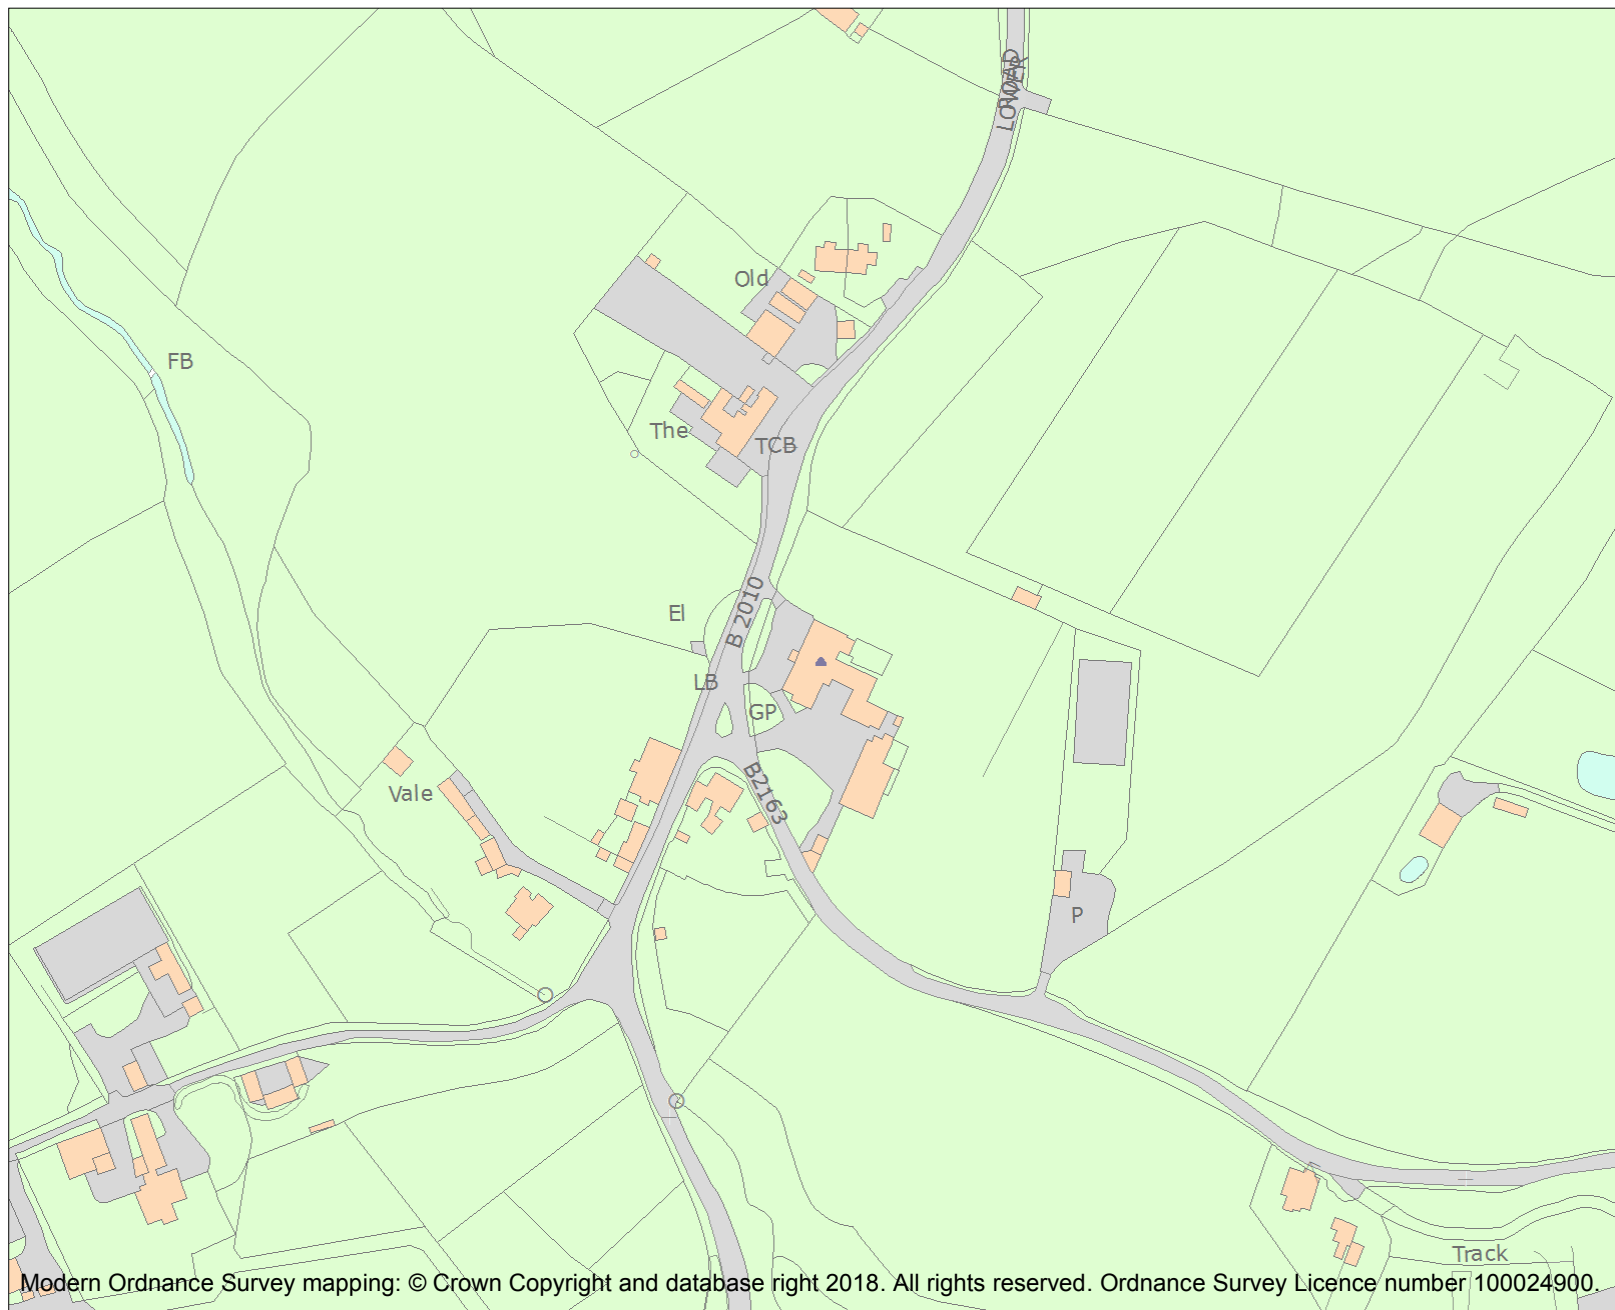 LOWER
ROAD
Old
FB
The
TCB
B 2010
El
LB
GP
B2163
Vale
P
Track
Modern Ordnance Survey mapping: © Crown Copyright and database right 2018. All rights reserved. Ordnance Survey Licence number 100024900.